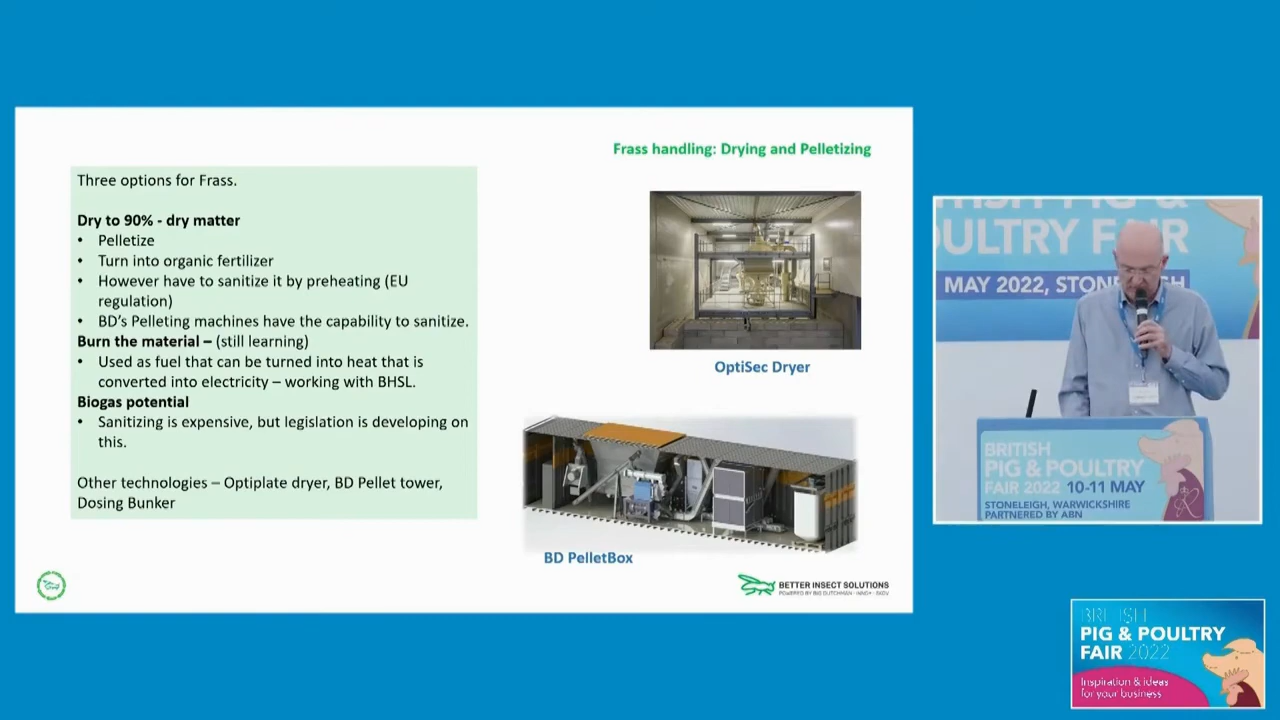 Frass handling: Drying and Pelletizing
Three options for Frass.
Dry to 90% - dry matter
• Pelletize
• Turn into organic fertilizer
• However have to sanitize it by preheating (EU
regulation)
• BD's Pelleting machines have the capability to sanitize.
Burn the material – (still learning)
• Used as fuel that can be turned into heat that is
converted into electricity – working with BHSL.
Biogas potential
• Sanitizing is expensive, but legislation is developing on
this.
Other technologies – Optiplate dryer, BD Pellet tower,
Dosing Bunker
OptiSec Dryer
BD PelletBox
BETTER INSECT SOLUTIONS
POWERED BY BIG DUTCHMAN
PIG &
POULTRY FAIR
MAY 2022, STONELEIGH
BRITISH
PIG & POULTRY
FAIR 2022 10-11 MAY
STONELEIGH, WARWICKSHIRE
PARTNERED BY ABN
BRITISH
PIG & POULTRY
FAIR 2022
Inspiration & ideas
for your business